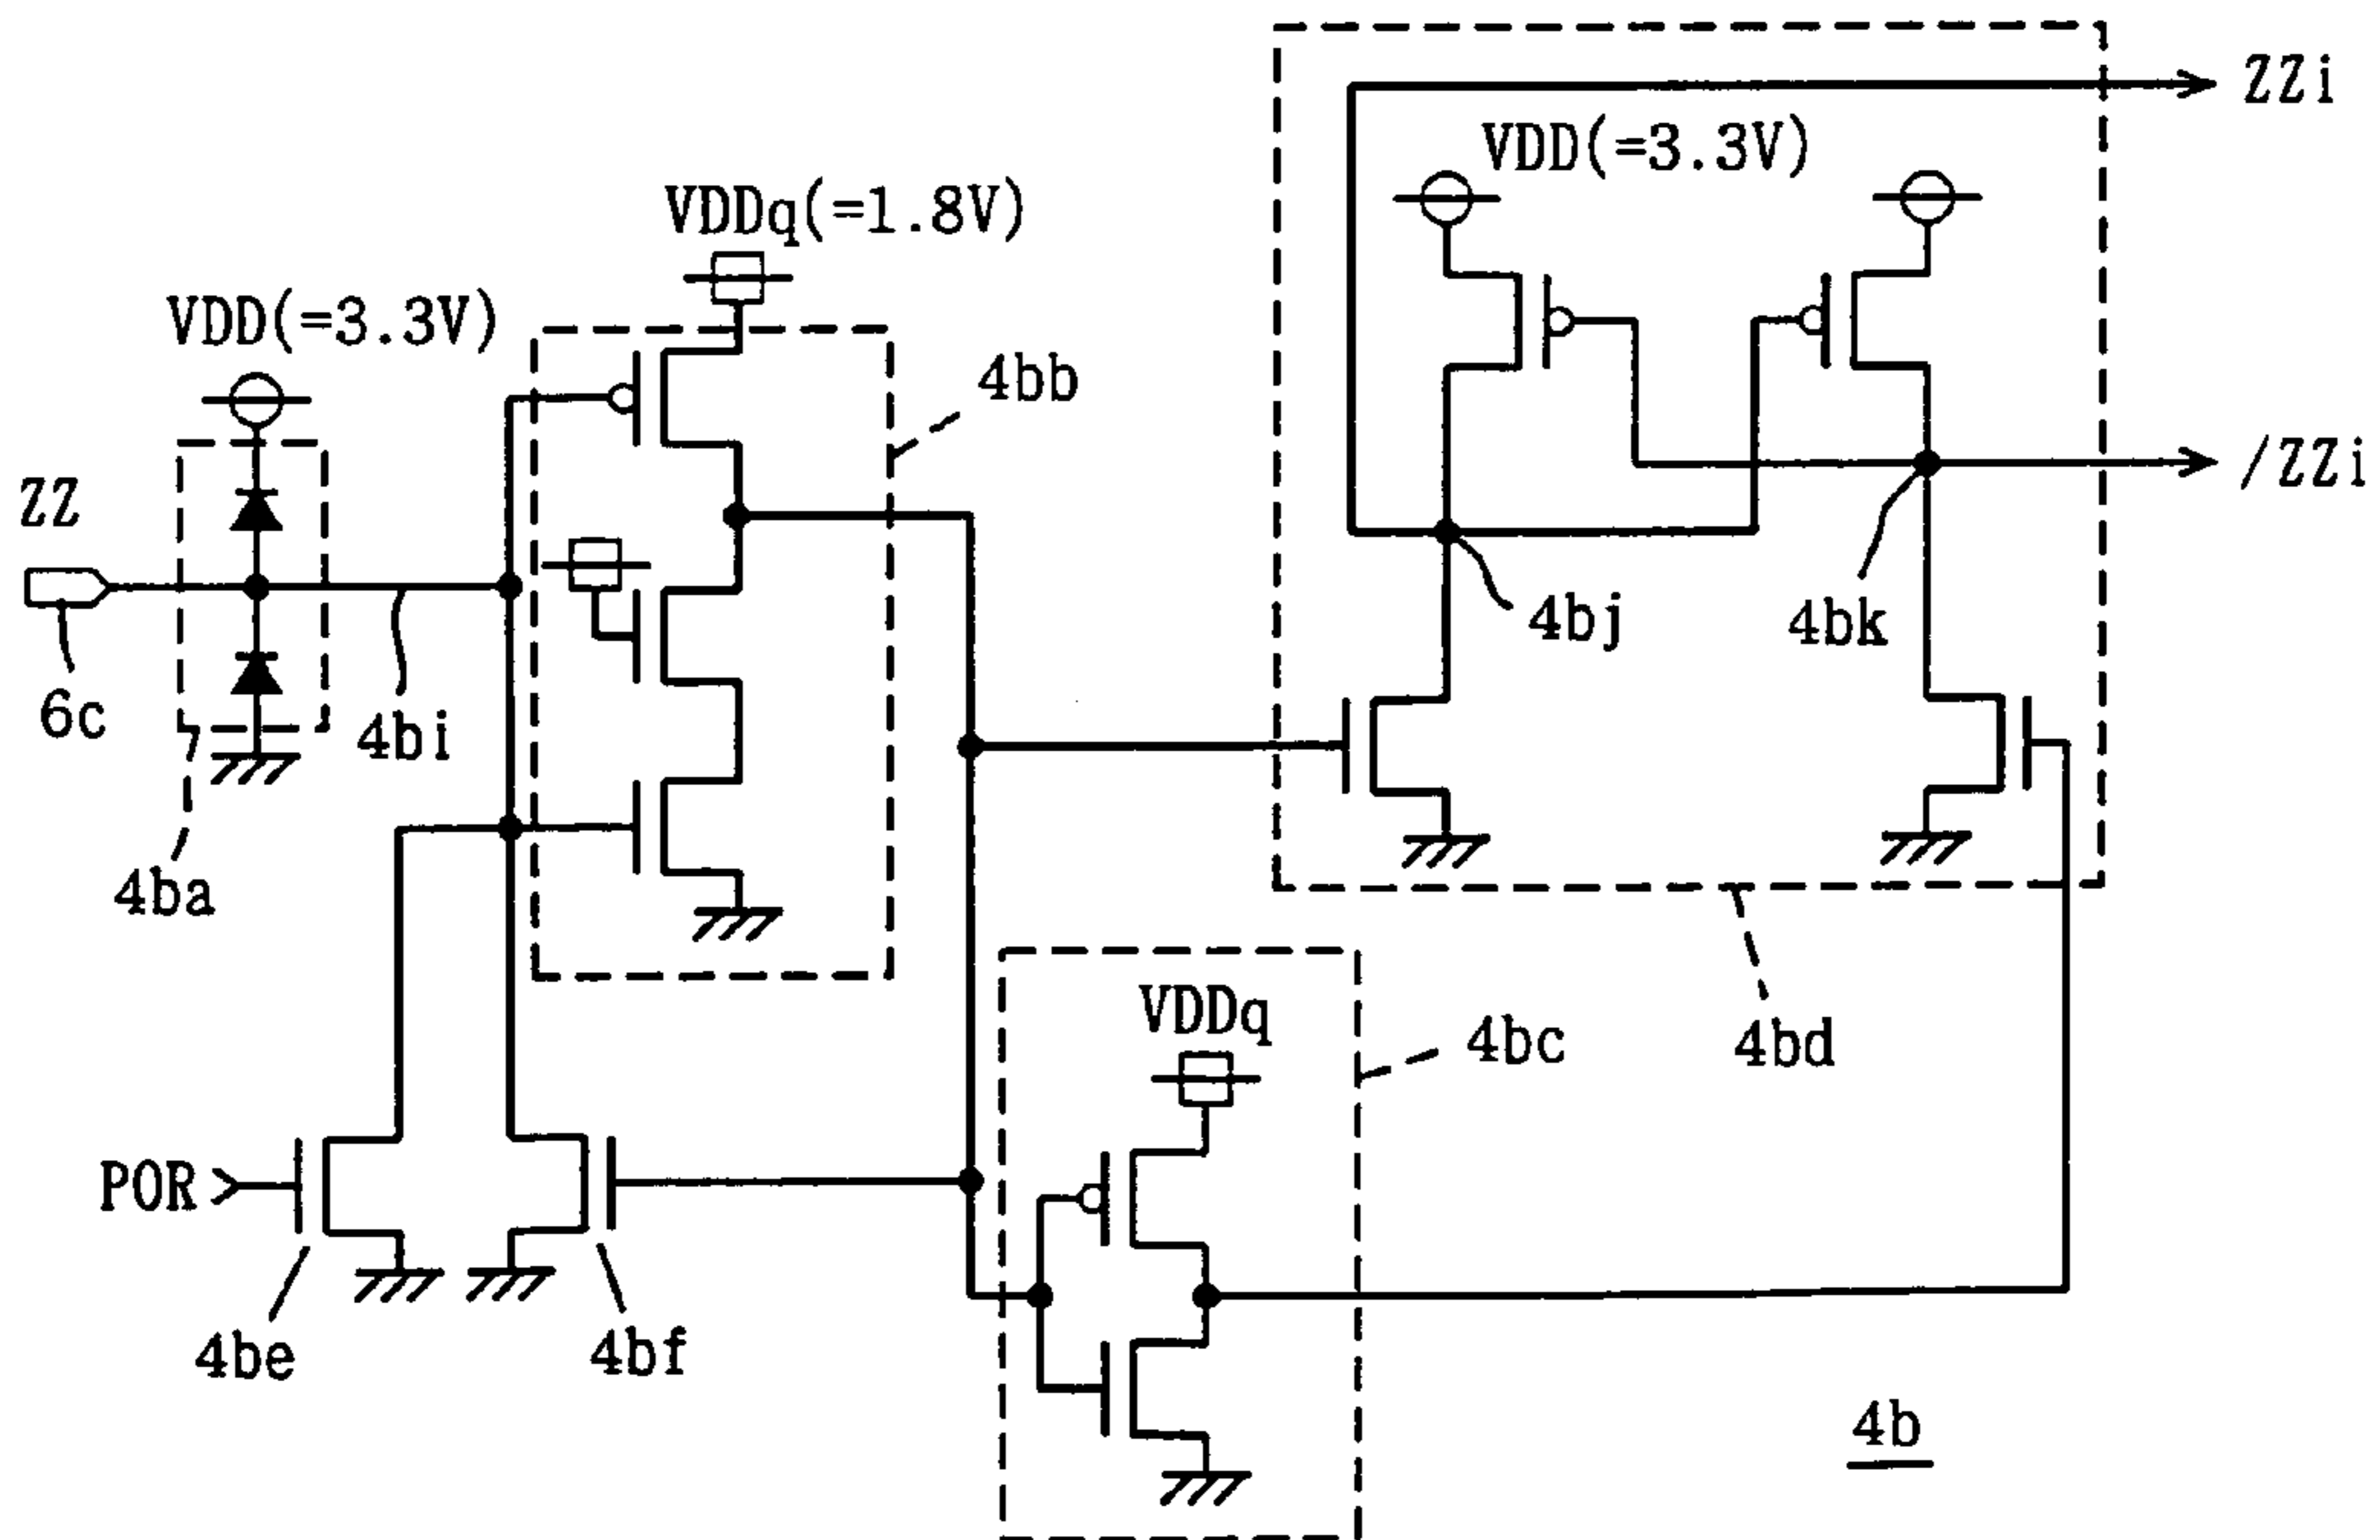 ZZi
VDD(=3.3V)
VDDq(=1.8V)
VDD(=3.3V)
4bb
ZZ
/ZZi
4bj
4bk
6c
4bi
4ba
VDDq
4bc
4bd
POR
4be
4bf
4b